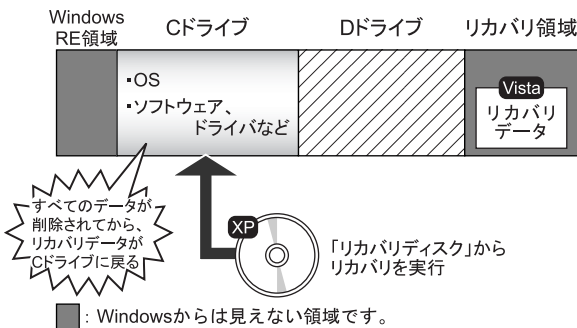 Windows
RE領域
Cドライブ
Dドライブ
リカバリ領域
・OS
・ソフトウェア、
ドライバなど
Vista
リカバリ
データ
すべてのデータが
削除されてから、
リカバリデータが
Cドライブに戻る
XP
「リカバリディスク」から
リカバリを実行
：Windowsからは見えない領域です。